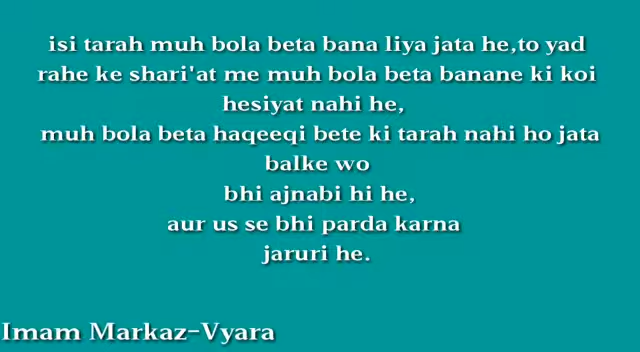 isi tarah muh bola beta bana liya jata he,to yad
rahe ke shari'at me muh bola beta banane ki koi
hesiyat nahi he,
muh bola beta haqeeqi bete ki tarah nahi ho jata
balke wo
bhi ajnabi hi he,
aur us se bhi parda karna
jaruri he.
Imam Markaz-Vyara